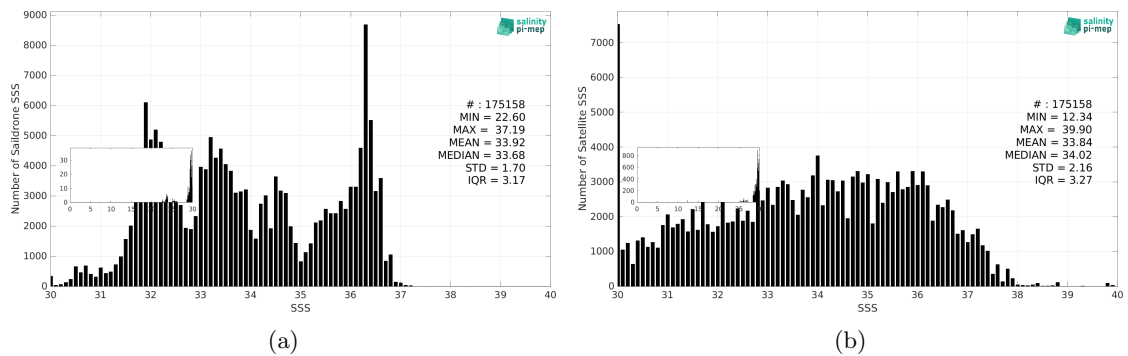 9000
8000
7000
6000
5000
4000
3000
2000
1000
0
Number of Saildrone SSS
30
20
10
0
0 5 10 15 20 25 30
30 31 32 33 34 35 36 37 38 39 40
SSS
salinity
pi-mep
# : 175158
MIN = 22.60
MAX = 37.19
MEAN = 33.92
MEDIAN = 33.68
STD = 1.70
IQR = 3.17
(a)
7000
6000
5000
4000
3000
2000
1000
0
Number of Satellite SSS
800
600
400
200
0
0 5 10 15 20 25 30
30 31 32 33 34 35 36 37 38 39 40
SSS
salinity
pi-mep
# : 175158
MIN = 12.34
MAX = 39.90
MEAN = 33.84
MEDIAN = 34.02
STD = 2.16
IQR = 3.27
(b)